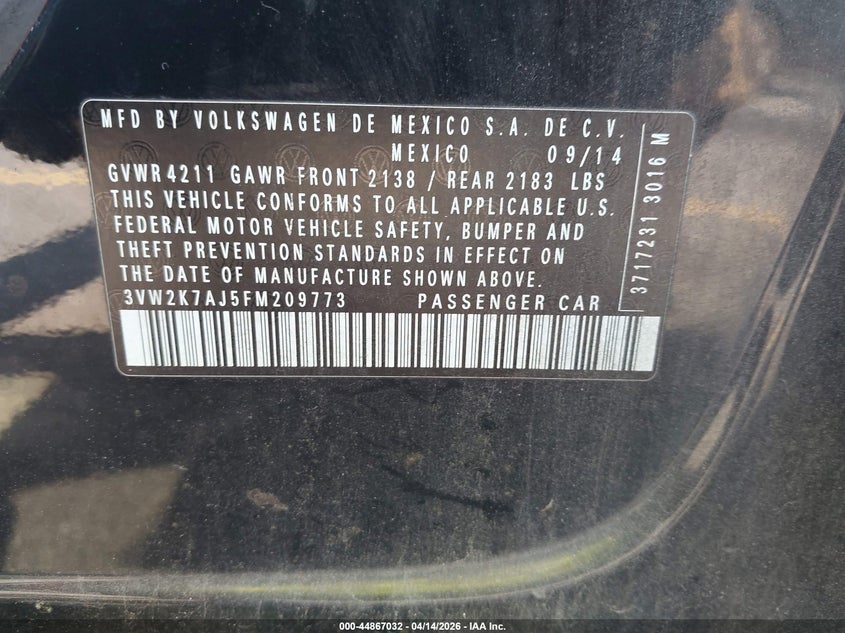 MFD BY VOLKSWAGEN DE MEXICO S.A. DE C.V.
MEXICO 09/14
GVWR 4211 GAWR FRONT 2138 / REAR 2183 LBS
THIS VEHICLE CONFORMS TO ALL APPLICABLE U.S.
FEDERAL MOTOR VEHICLE SAFETY, BUMPER AND
THEFT PREVENTION STANDARDS IN EFFECT ON
THE DATE OF MANUFACTURE SHOWN ABOVE.
3VW2K7AJ5FM209773 PASSENGER CAR
3717231 3016 M
000-44867032 - 04/14/2026 - IAA Inc.